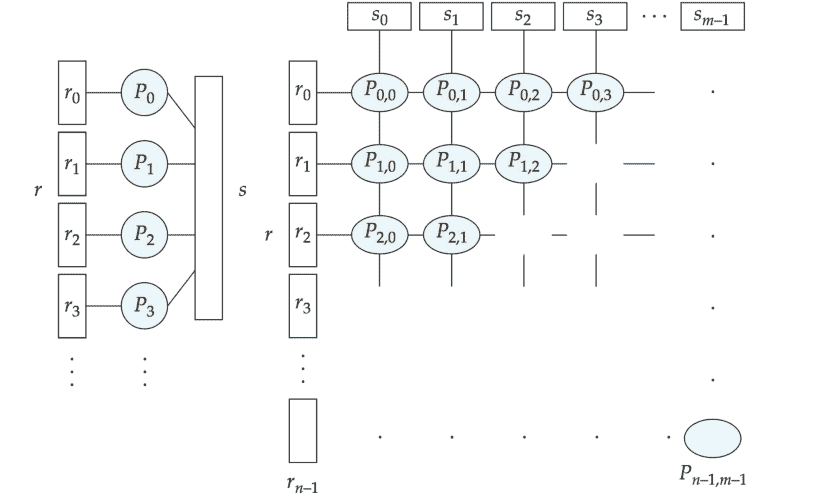 s₀ s₁ s₂ s₃ ··· sₘ₋₁
r₀ P₀ r₀ P₀,₀ P₀,₁ P₀,₂ P₀,₃
r₁ P₁ r₁ P₁,₀ P₁,₁ P₁,₂
r s
r₂ P₂ r r₂ P₂,₀ P₂,₁
r₃ P₃ r₃
rₙ₋₁ Pₙ₋₁,ₘ₋₁